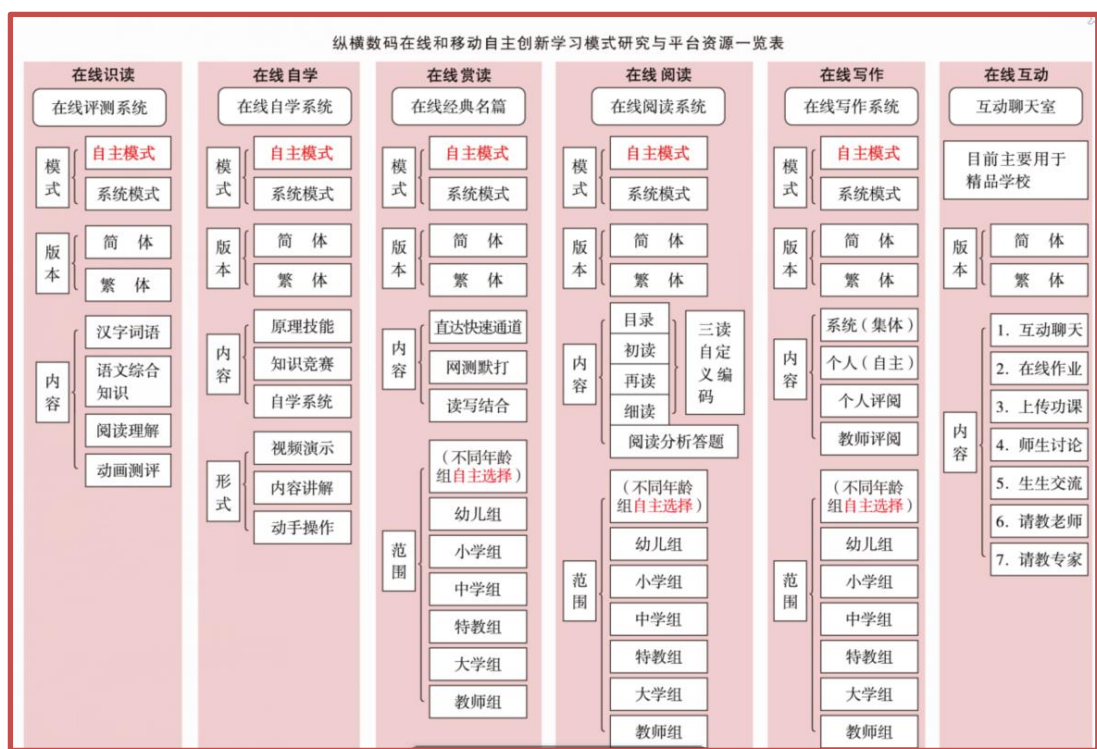 纵横数码在线和移动自主创新学习模式研究与平台资源一览表
在线识读
在线评测系统
模式
自主模式
系统模式
版本
简 体
繁 体
内容
汉字词语
语文综合
知识
阅读理解
动画测评
在线自学
在线自学系统
模式
自主模式
系统模式
版本
简 体
繁 体
内容
原理技能
知识竞赛
自学系统
形式
视频演示
内容讲解
动手操作
在线赏读
在线经典名篇
模式
自主模式
系统模式
版本
简 体
繁 体
内容
直达快速通道
网测默打
读写结合
范围
(不同年龄
组自主选择)
幼儿组
小学组
中学组
特教组
大学组
教师组
在线阅读
在线阅读系统
模式
自主模式
系统模式
版本
简 体
繁 体
内容
目录
初读
再读
细读
三读
自定
义编
码
阅读分析答题
范围
(不同年龄
组自主选择)
幼儿组
小学组
中学组
特教组
大学组
教师组
在线写作
在线写作系统
模式
自主模式
系统模式
版本
简 体
繁 体
内容
系统(集体)
个人(自主)
个人评阅
教师评阅
范围
(不同年龄
组自主选择)
幼儿组
小学组
中学组
特教组
大学组
教师组
在线互动
互动聊天室
目前主要用于
精品学校
版本
简 体
繁 体
内容
1. 互动聊天
2. 在线作业
3. 上传功课
4. 师生讨论
5. 生生交流
6. 请教老师
7. 请教专家